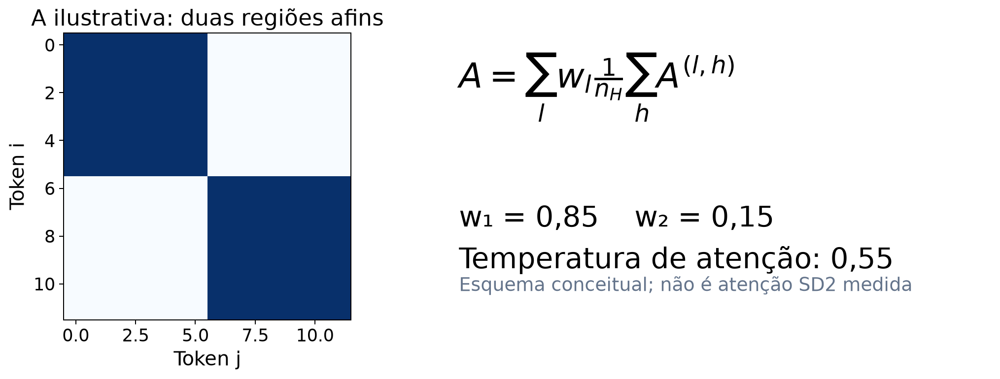 A ilustrativa: duas regiões afins
0
2
4
6
8
10
Token i
0.0 2.5 5.0 7.5 10.0
Token j
A = ∑_l w_l 1/n_H ∑_h A^(l, h)
w₁ = 0,85 w₂ = 0,15
Temperatura de atenção: 0,55
Esquema conceitual; não é atenção SD2 medida